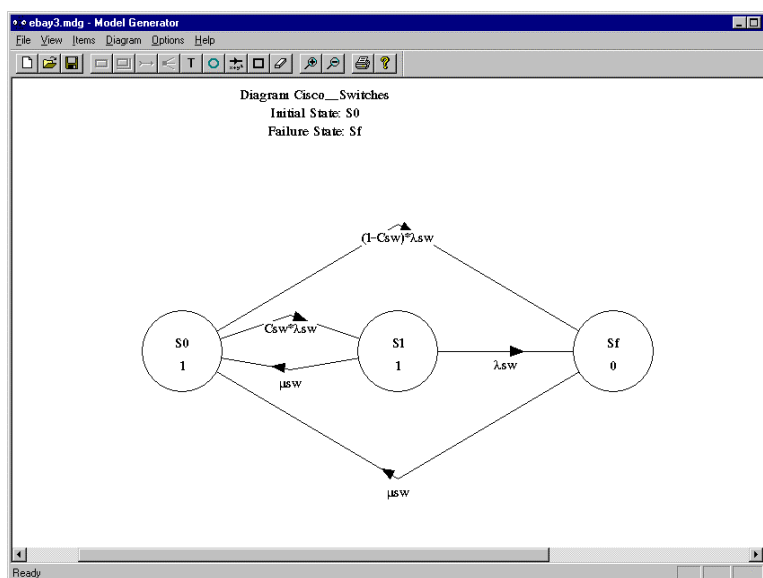 ebay3.mdg - Model Generator
File View Items Diagram Options Help
T
Diagram Cisco__Switches
Initial State: S0
Failure State: Sf
(1-Csw)*λsw
Csw*λsw
S0
1
S1
1
Sf
0
λsw
μsw
μsw
Ready